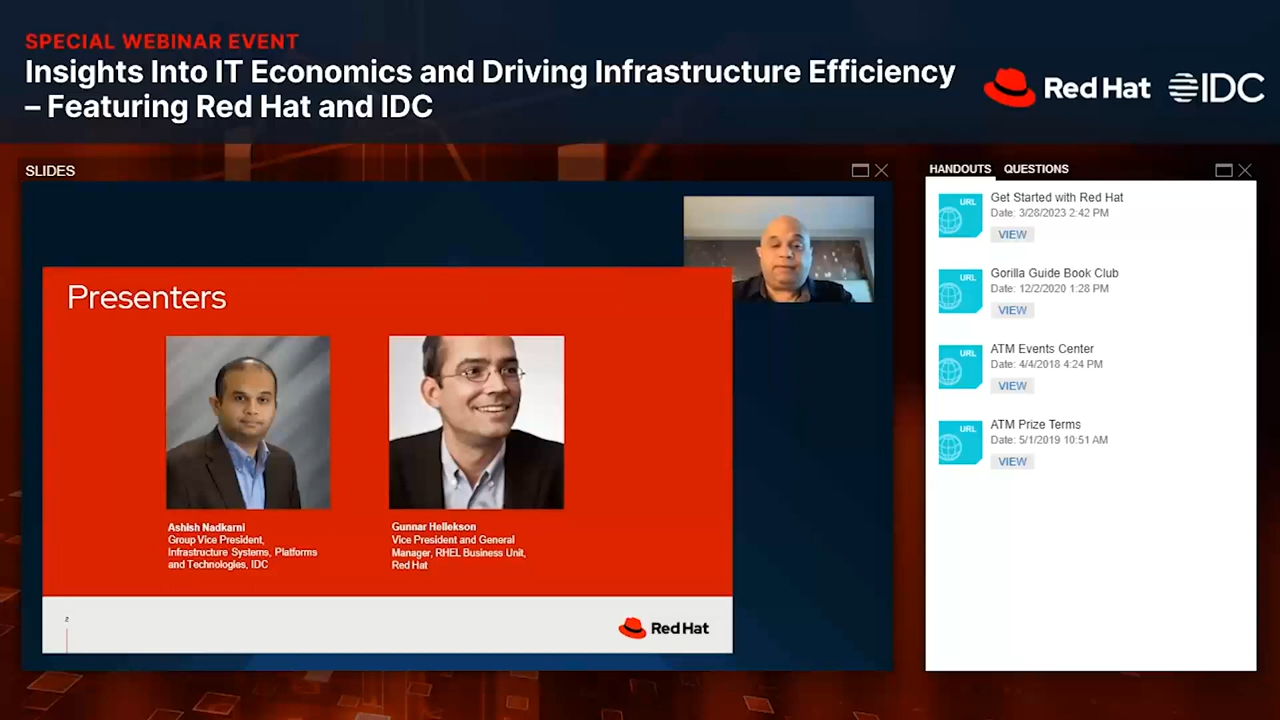 SPECIAL WEBINAR EVENT
Insights Into IT Economics and Driving Infrastructure Efficiency
– Featuring Red Hat and IDC
Red Hat
IDC
SLIDES
Presenters
Ashish Nadkarni
Group Vice President,
Infrastructure Systems, Platforms
and Technologies, IDC
Gunnar Hellekson
Vice President and General
Manager, RHEL Business Unit,
Red Hat
2
Red Hat
HANDOUTS
QUESTIONS
URL
Get Started with Red Hat
Date: 3/28/2023 2:42 PM
VIEW
URL
Gorilla Guide Book Club
Date: 12/2/2020 1:28 PM
VIEW
URL
ATM Events Center
Date: 4/4/2018 4:24 PM
VIEW
URL
ATM Prize Terms
Date: 5/1/2019 10:51 AM
VIEW